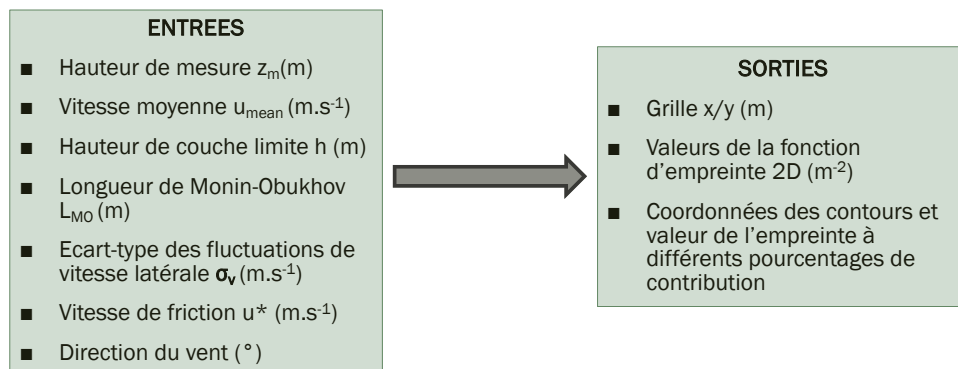 ENTREES
■ Hauteur de mesure zm(m)
■ Vitesse moyenne umean (m.s-1)
■ Hauteur de couche limite h (m)
■ Longueur de Monin-Obukhov
LMO (m)
■ Ecart-type des fluctuations de
vitesse latérale σv (m.s-1)
■ Vitesse de friction u* (m.s-1)
■ Direction du vent (°)
SORTIES
■ Grille x/y (m)
■ Valeurs de la fonction
d'empreinte 2D (m-2)
■ Coordonnées des contours et
valeur de l'empreinte à
différents pourcentages de
contribution